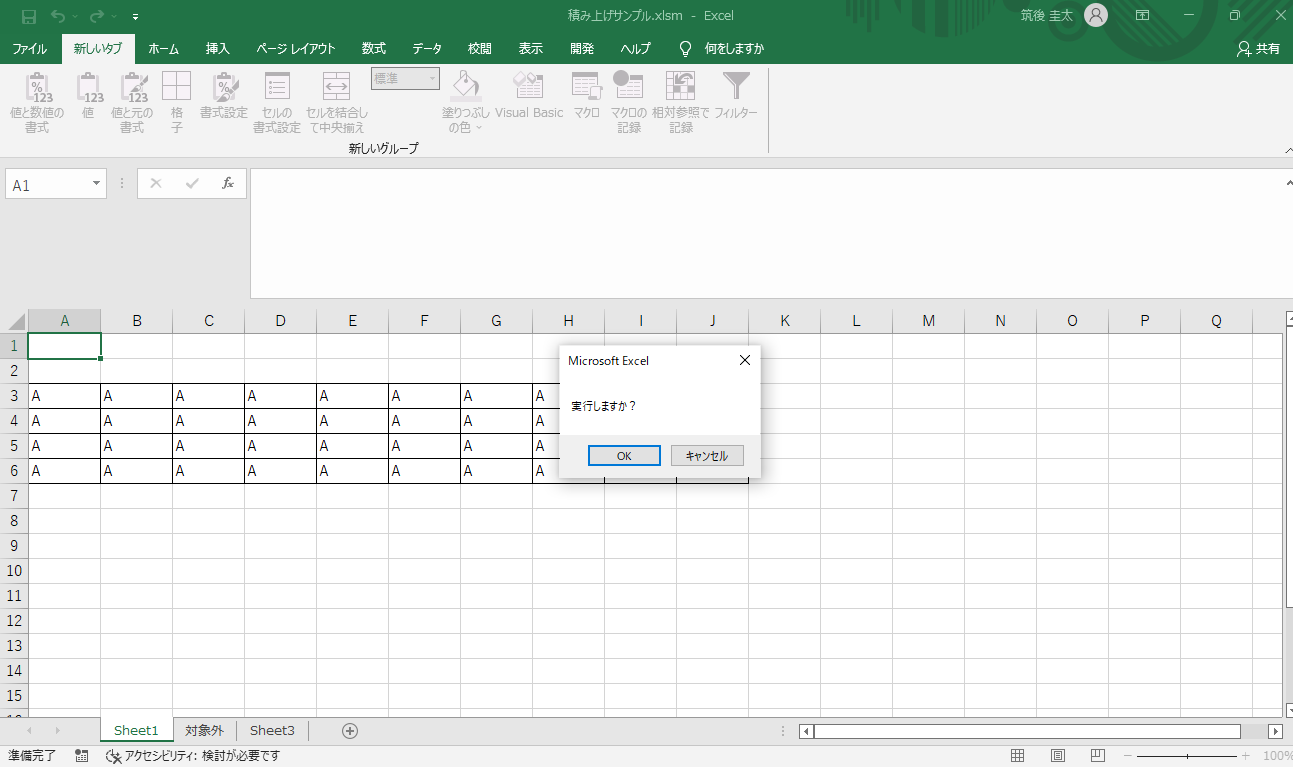 積み上げサンプル.xlsm - Excel
筑後 圭太
ファイル 新しいタブ ホーム 挿入 ページ レイアウト 数式 データ 校閲 表示 開発 ヘルプ 何をしますか 共有
値と数値の書式 値 値と元の書式 格子 書式設定 セルの書式設定 セルを結合して中央揃え 標準 塗りつぶしの色 Visual Basic マクロ マクロの記録 相対参照で記録 フィルター
新しいグループ
A1 fx
A B C D E F G H I J K L M N O P Q
1
2
3 A A A A A A A A
4 A A A A A A A A
5 A A A A A A A A
6 A A A A A A A A
7
8
9
10
11
12
13
14
15
Microsoft Excel
実行しますか？
OK キャンセル
Sheet1 対象外 Sheet3
準備完了 アクセシビリティ: 検討が必要です 100%